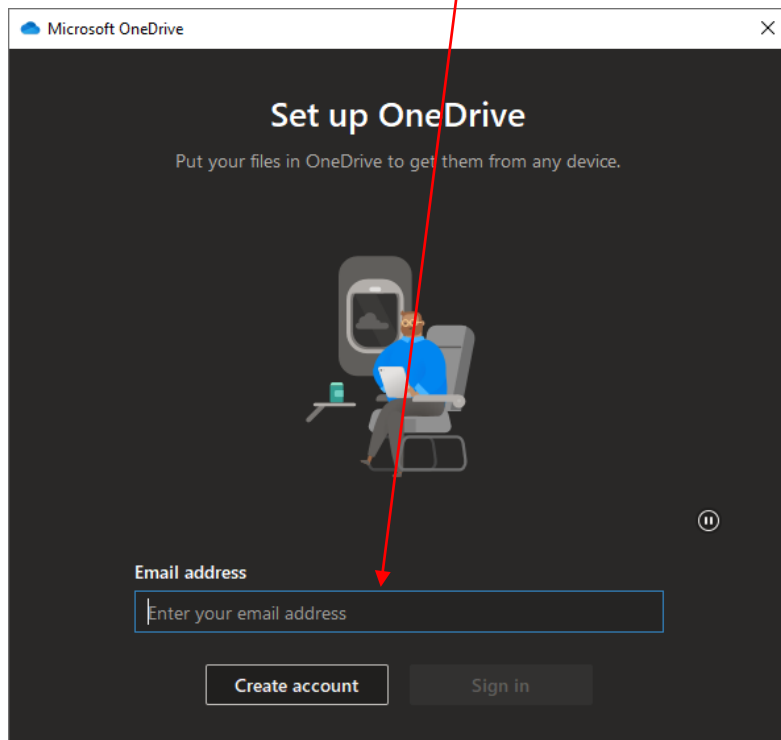 Microsoft OneDrive
Set up OneDrive
Put your files in OneDrive to get them from any device.
Email address
Enter your email address
Create account
Sign in